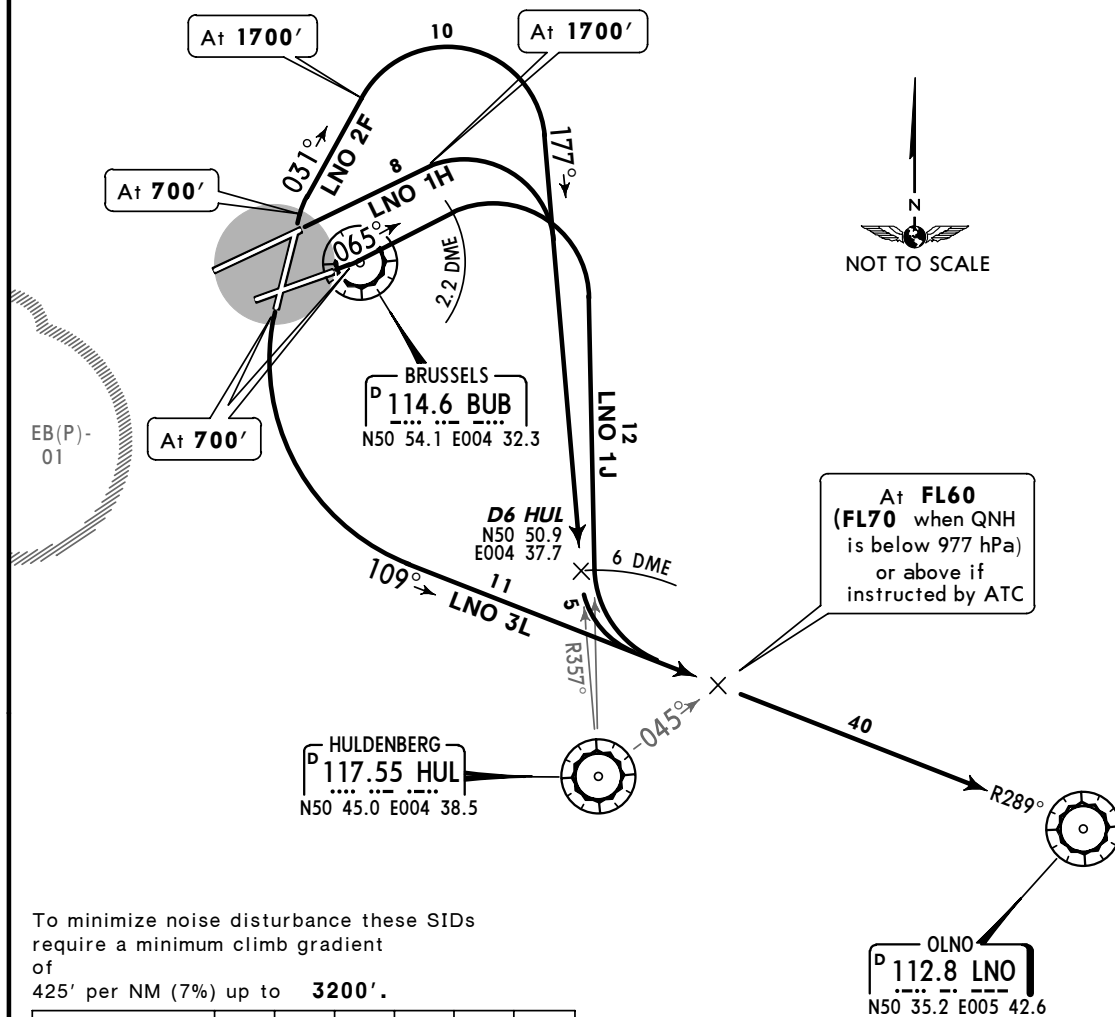 At 1700'
10
At 1700'
031°
LNO 2F
177°
8
LNO 1H
At 700'
065°
2.2 DME
N
NOT TO SCALE
BRUSSELS
D 114.6 BUB
N50 54.1 E004 32.3
EB(P)-
01
At 700'
12
LNO 1J
D6 HUL
N50 50.9
E004 37.7
6 DME
At FL60
(FL70 when QNH
is below 977 hPa)
or above if
instructed by ATC
109°
11
LNO 3L
5
R357°
045°
40
HULDENBERG
D 117.55 HUL
N50 45.0 E004 38.5
R289°
OLNO
D 112.8 LNO
N50 35.2 E005 42.6
To minimize noise disturbance these SIDs
require a minimum climb gradient
of
425' per NM (7%) up to 3200'.